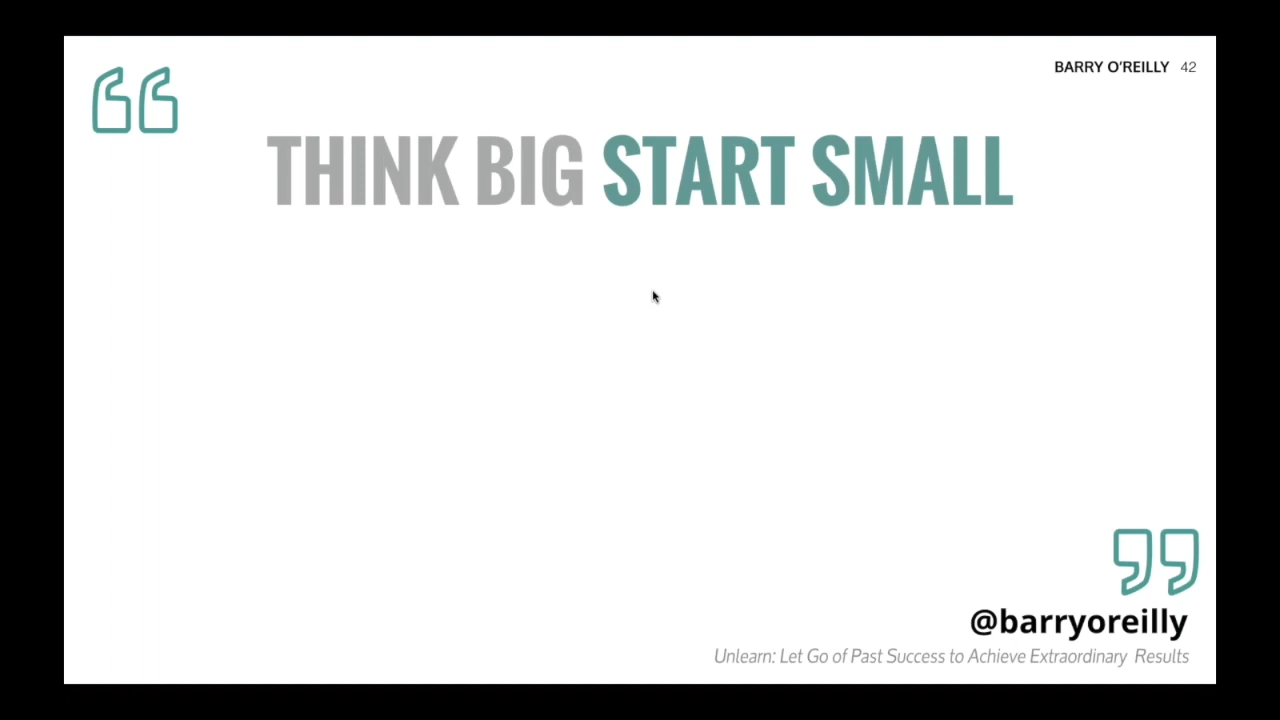 BARRY O'REILLY 42
“
THINK BIG START SMALL
”
@barryoreilly
Unlearn: Let Go of Past Success to Achieve Extraordinary Results